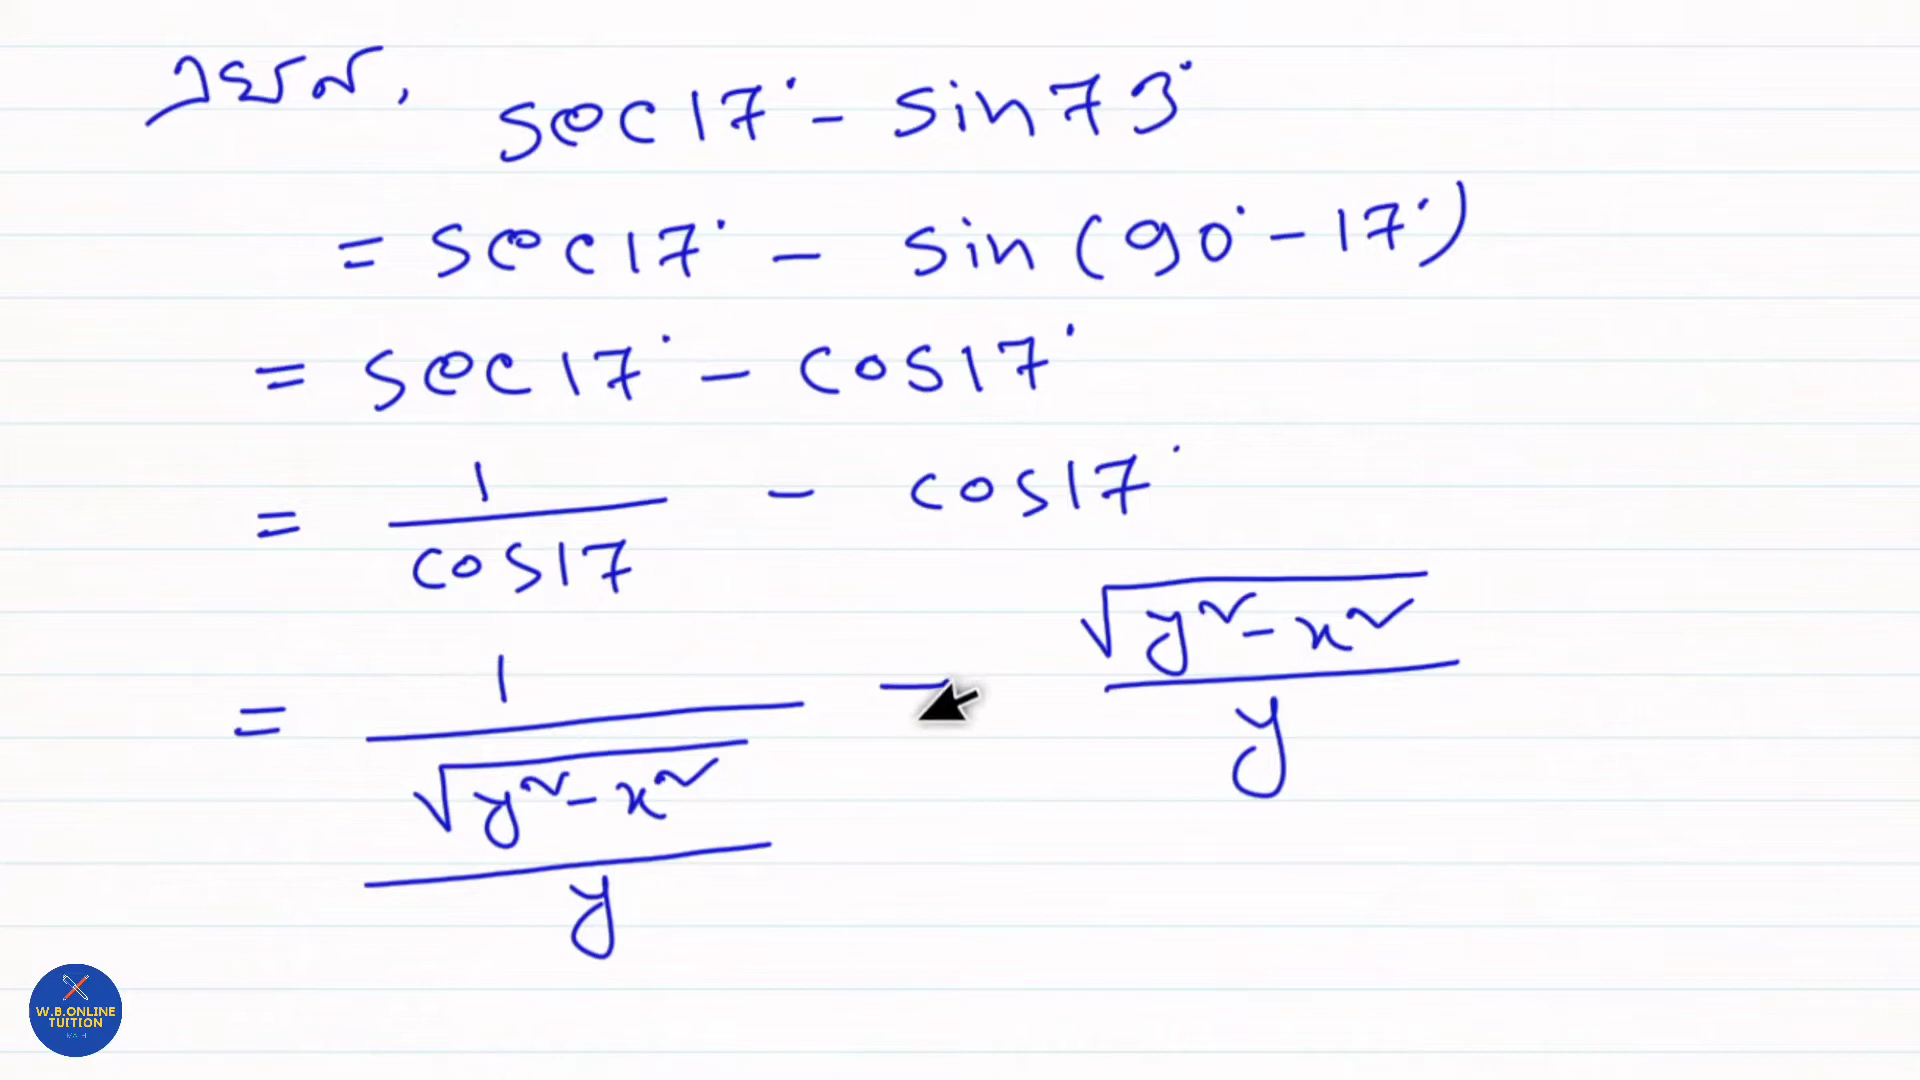 এখন,  sec17° - sin73°
= sec17° - sin(90° - 17°)
= sec17° - cos17°
= 1/cos17 - cos17°
= 1/(√(y² - x²)/y) - √(y² - x²)/y
W.B.ONLINE
TUITION
MATH